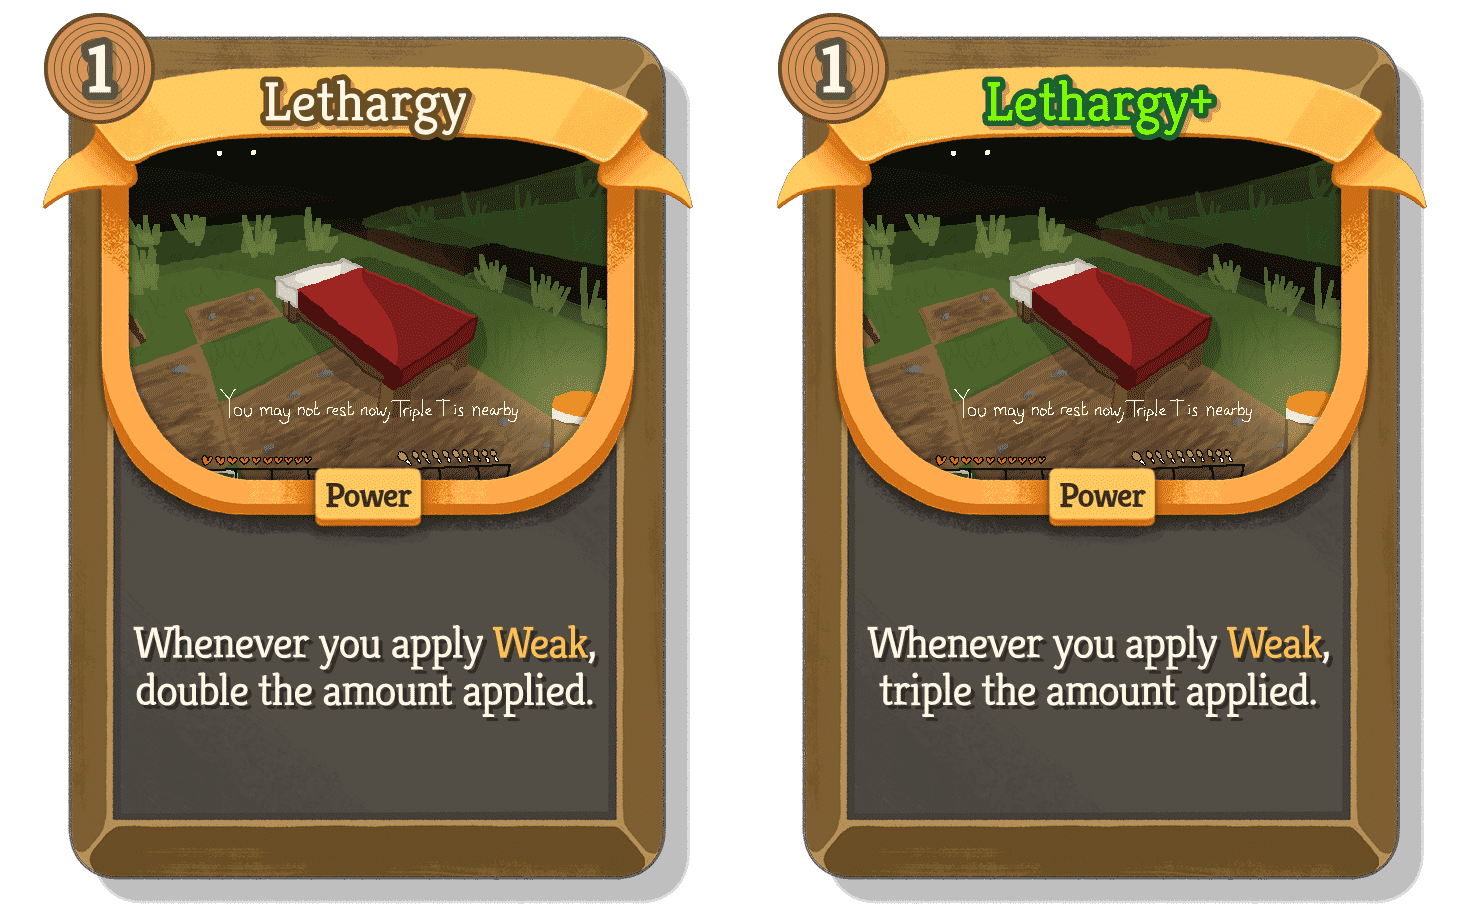 1
Lethargy
You may not rest now, Triple T is nearby
Power
Whenever you apply Weak,
double the amount applied.
1
Lethargy+
You may not rest now, Triple T is nearby
Power
Whenever you apply Weak,
triple the amount applied.